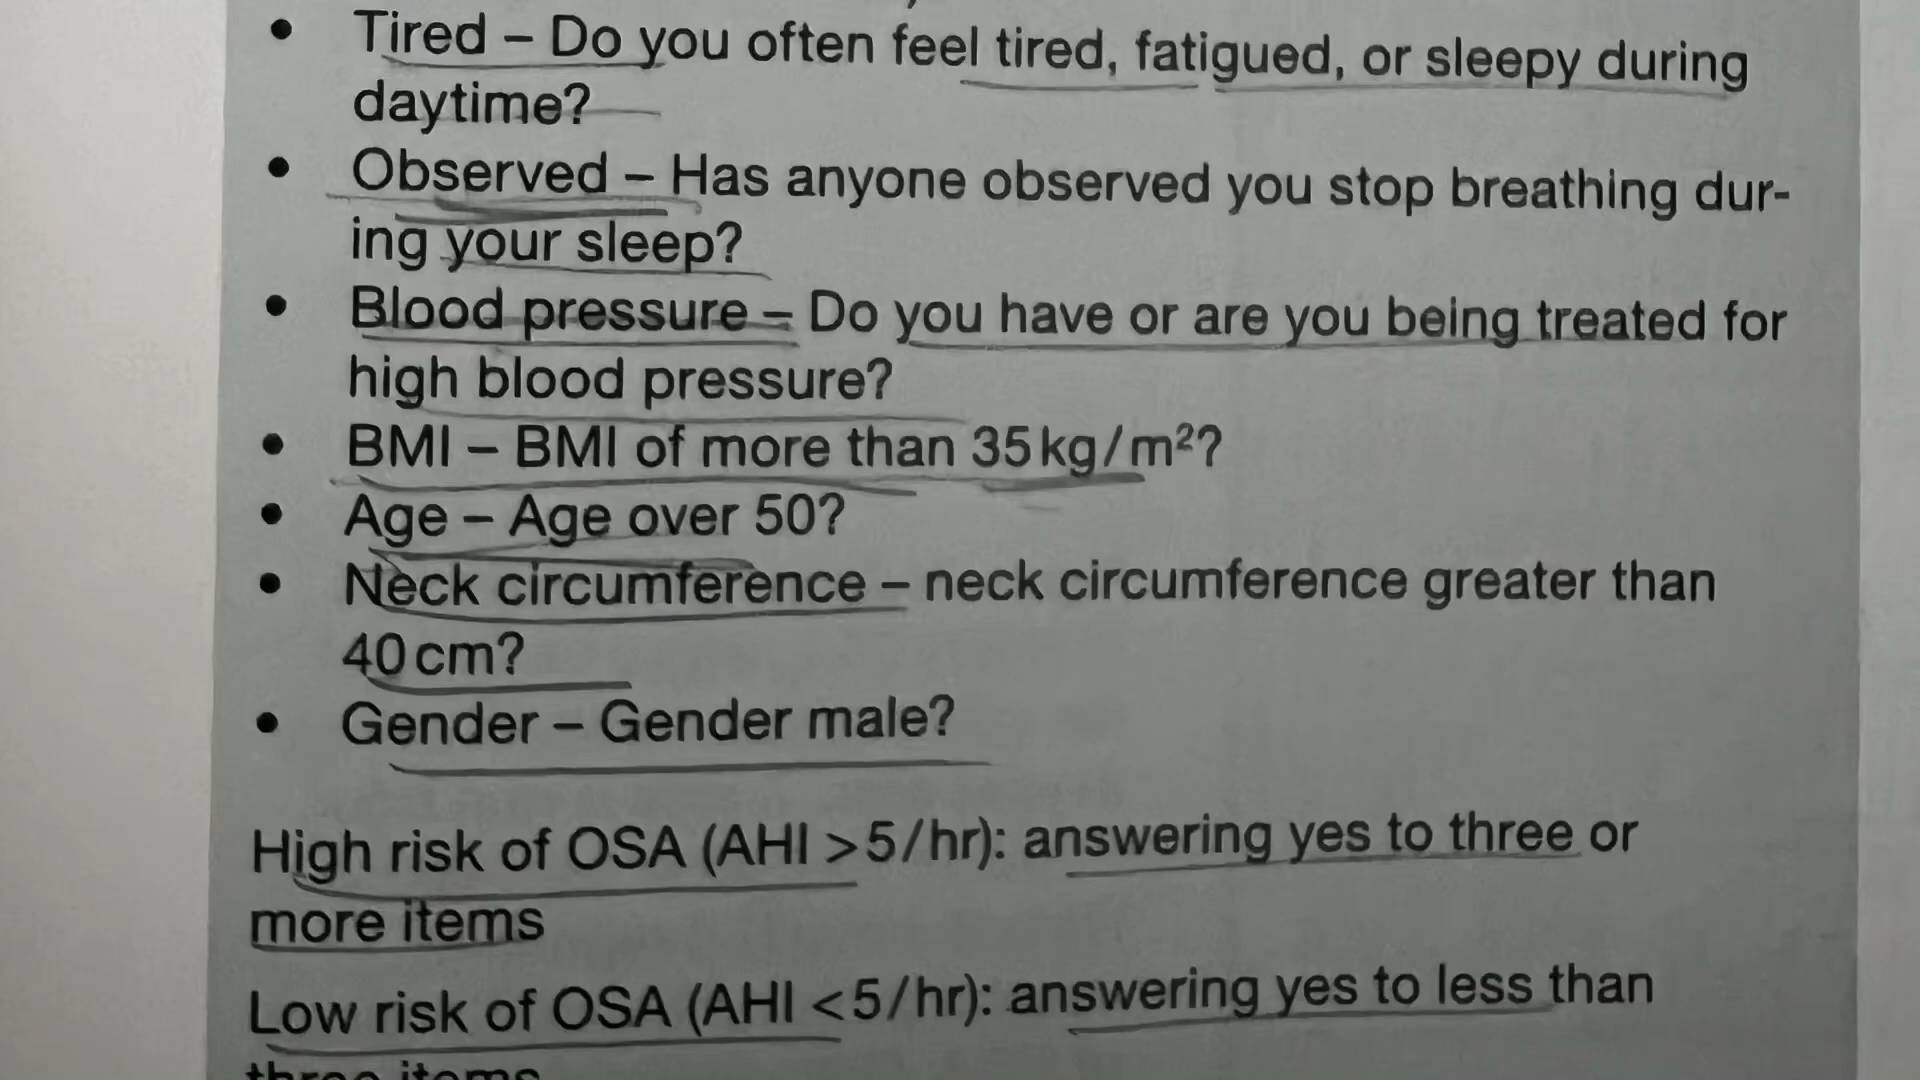 • Tired – Do you often feel tired, fatigued, or sleepy during
daytime?
• Observed – Has anyone observed you stop breathing dur-
ing your sleep?
• Blood pressure – Do you have or are you being treated for
high blood pressure?
• BMI – BMI of more than 35 kg/m²?
• Age – Age over 50?
• Neck circumference – neck circumference greater than
40 cm?
• Gender – Gender male?
High risk of OSA (AHI >5/hr): answering yes to three or
more items
Low risk of OSA (AHI <5/hr): answering yes to less than
three items